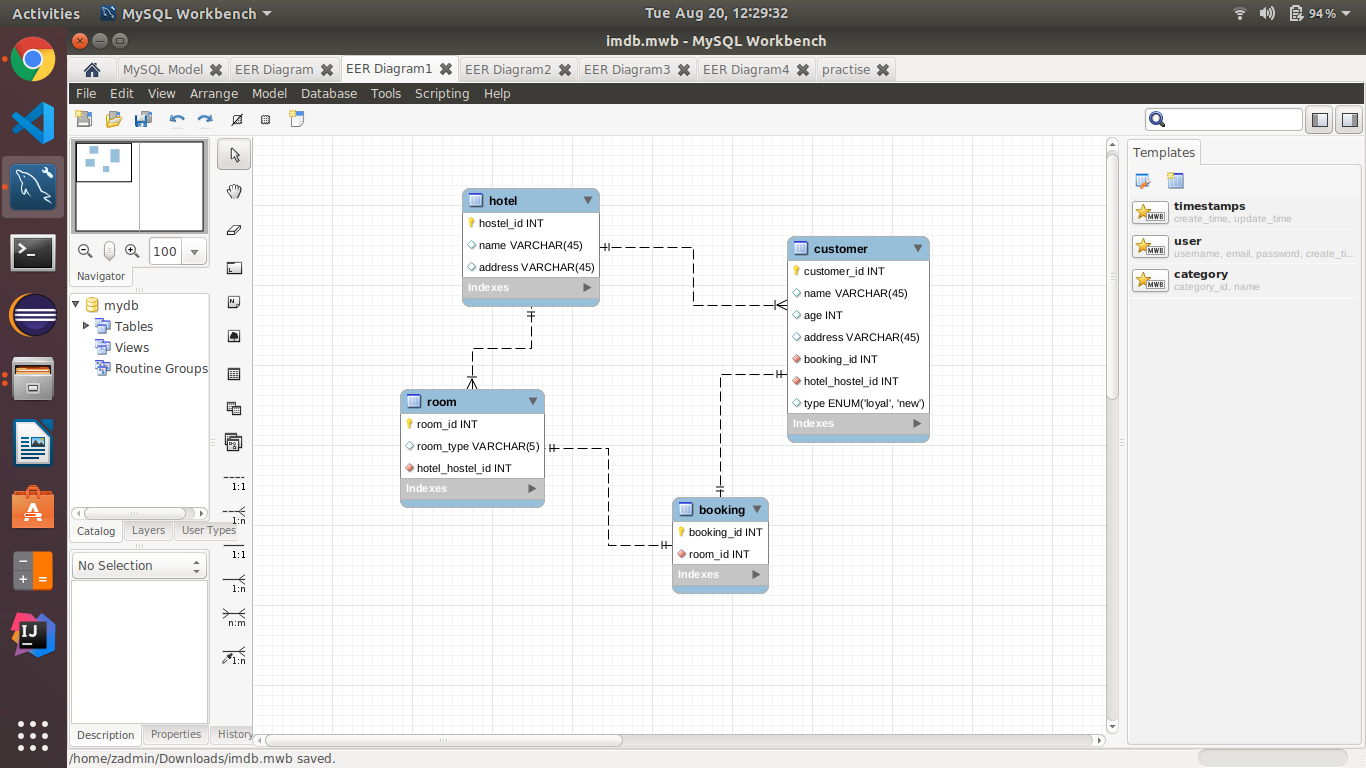 Activities
MySQL Workbench
Tue Aug 20, 12:29:32
94%
imdb.mwb - MySQL Workbench
MySQL Model
EER Diagram
EER Diagram1
EER Diagram2
EER Diagram3
EER Diagram4
practise
File Edit View Arrange Model Database Tools Scripting Help
100
Navigator
mydb
Tables
Views
Routine Groups
Catalog Layers User Types
No Selection
Description Properties History
1:1
1:n
1:1
1:n
n:m
1:n
hotel
hostel_id INT
name VARCHAR(45)
address VARCHAR(45)
Indexes
customer
customer_id INT
name VARCHAR(45)
age INT
address VARCHAR(45)
booking_id INT
hotel_hostel_id INT
type ENUM('loyal', 'new')
Indexes
room
room_id INT
room_type VARCHAR(5)
hotel_hostel_id INT
Indexes
booking
booking_id INT
room_id INT
Indexes
Templates
MWB
timestamps
create_time, update_time
MWB
user
username, email, password, create_ti...
MWB
category
category_id, name
/home/zadmin/Downloads/imdb.mwb saved.